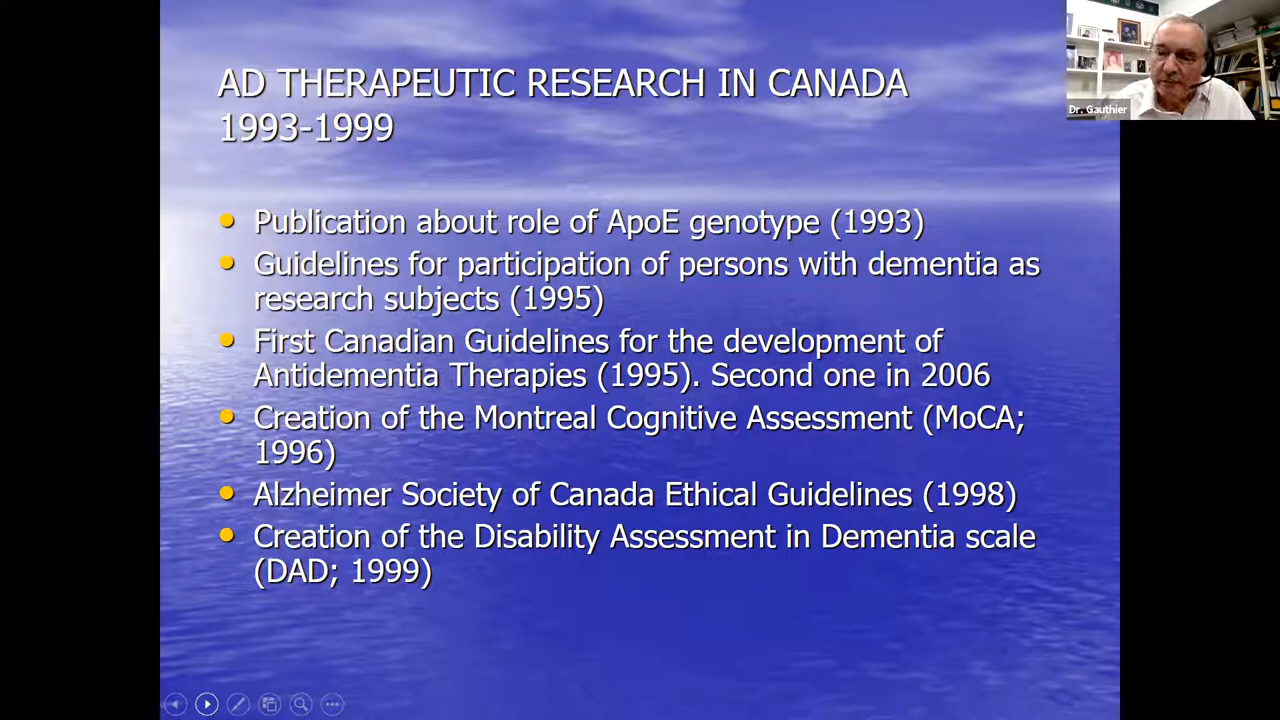 AD THERAPEUTIC RESEARCH IN CANADA
1993-1999
Dr. Gauthier
Publication about role of ApoE genotype (1993)
Guidelines for participation of persons with dementia as
research subjects (1995)
First Canadian Guidelines for the development of
Antidementia Therapies (1995). Second one in 2006
Creation of the Montreal Cognitive Assessment (MoCA;
1996)
Alzheimer Society of Canada Ethical Guidelines (1998)
Creation of the Disability Assessment in Dementia scale
(DAD; 1999)